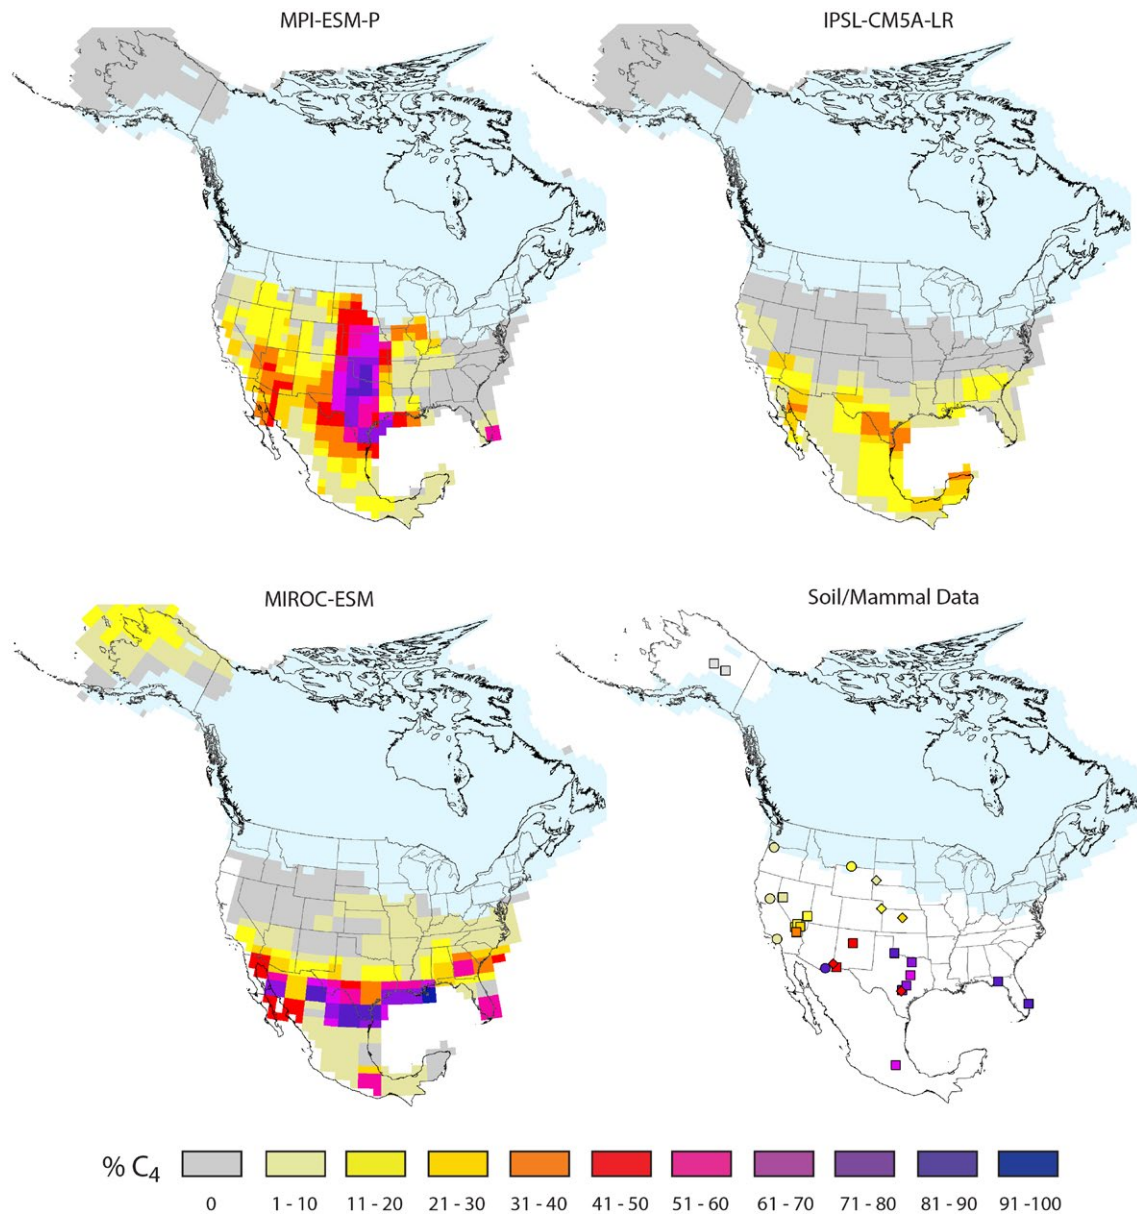 MPI-ESM-P
IPSL-CM5A-LR
MIROC-ESM
Soil/Mammal Data
% C4
0
1 - 10
11 - 20
21 - 30
31 - 40
41 - 50
51 - 60
61 - 70
71 - 80
81 - 90
91 -100